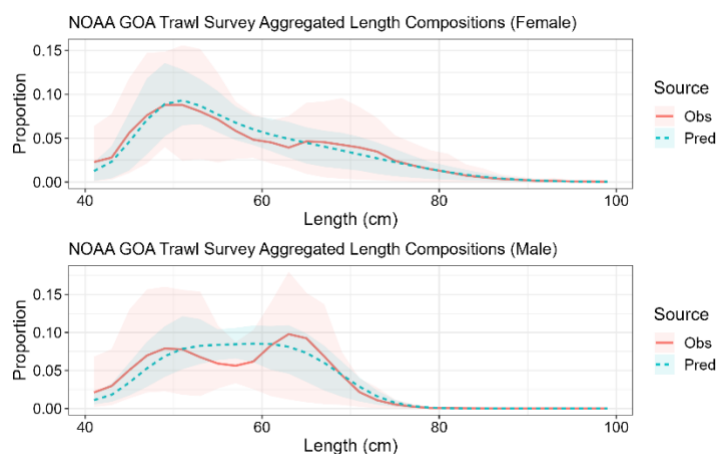 NOAA GOA Trawl Survey Aggregated Length Compositions (Female)
0.15
0.10
0.05
0.00
Proportion
40
60
80
100
Length (cm)
Source
Obs
Pred
NOAA GOA Trawl Survey Aggregated Length Compositions (Male)
0.15
0.10
0.05
0.00
Proportion
40
60
80
100
Length (cm)
Source
Obs
Pred